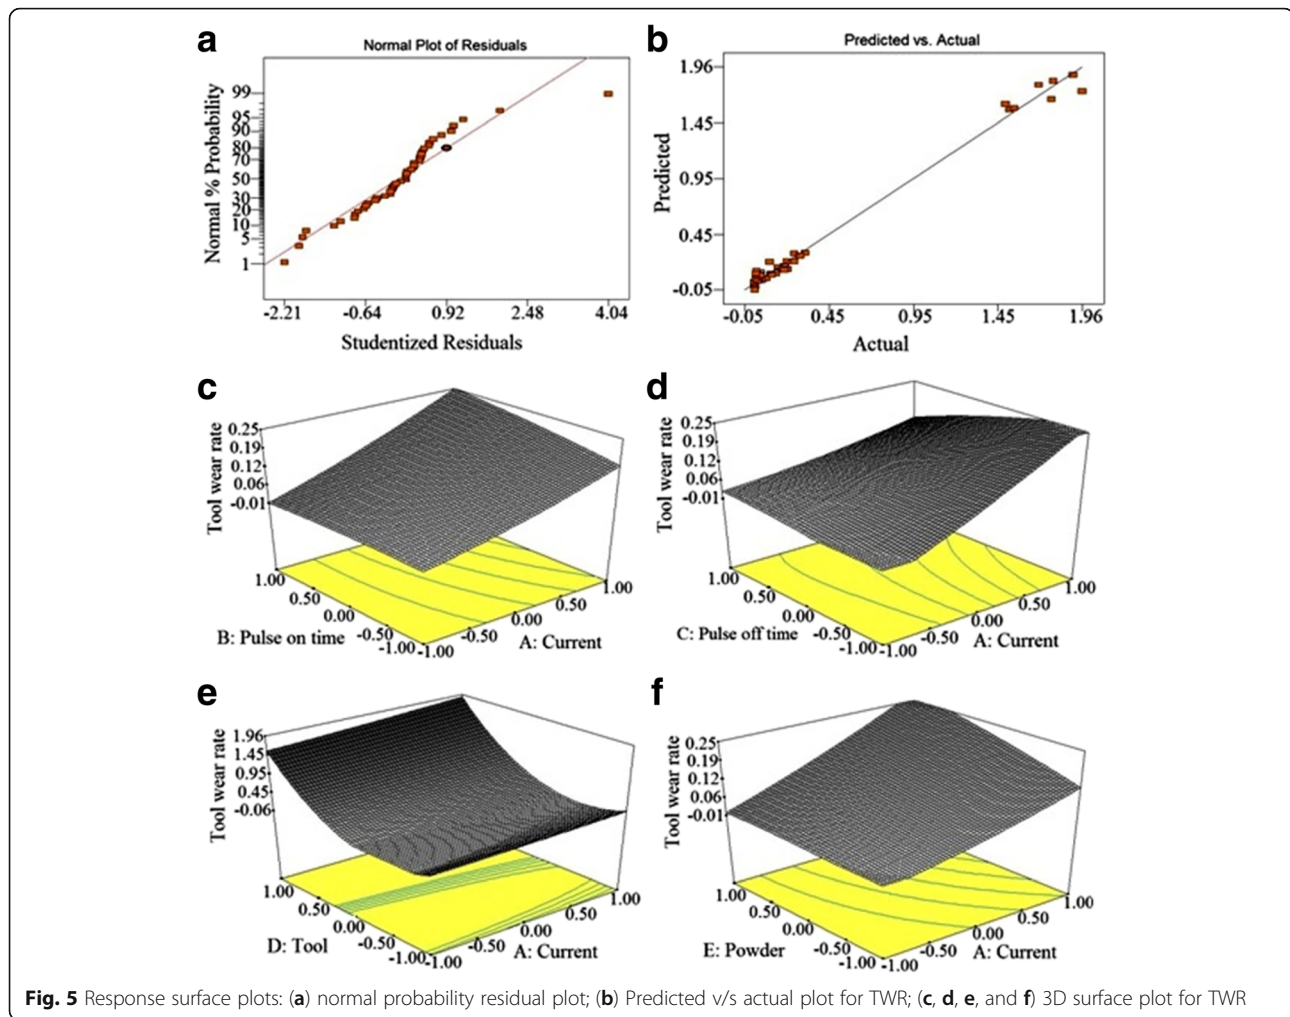 a
Normal Plot of Residuals
Normal % Probability
99
95
90
80
70
50
30
20
10
5
1
-2.21 -0.64 0.92 2.48 4.04
Studentized Residuals
b
Predicted vs. Actual
Predicted
1.96
1.45
0.95
0.45
-0.05
-0.05 0.45 0.95 1.45 1.96
Actual
c
Tool wear rate
0.25
0.19
0.12
0.06
-0.01
1.00
0.50
0.00
-0.50
-1.00
B: Pulse on time
-1.00
-0.50
0.00
0.50
1.00
A: Current
d
Tool wear rate
0.25
0.19
0.12
0.06
-0.01
1.00
0.50
0.00
-0.50
-1.00
C: Pulse off time
-1.00
-0.50
0.00
0.50
1.00
A: Current
e
Tool wear rate
1.96
1.45
0.95
0.45
-0.06
1.00
0.50
0.00
-0.50
-1.00
D: Tool
-1.00
-0.50
0.00
0.50
1.00
A: Current
f
Tool wear rate
0.25
0.19
0.12
0.06
-0.01
1.00
0.50
0.00
-0.50
-1.00
E: Powder
-1.00
-0.50
0.00
0.50
1.00
A: Current
Fig. 5 Response surface plots: (a) normal probability residual plot; (b) Predicted v/s actual plot for TWR; (c, d, e, and f) 3D surface plot for TWR